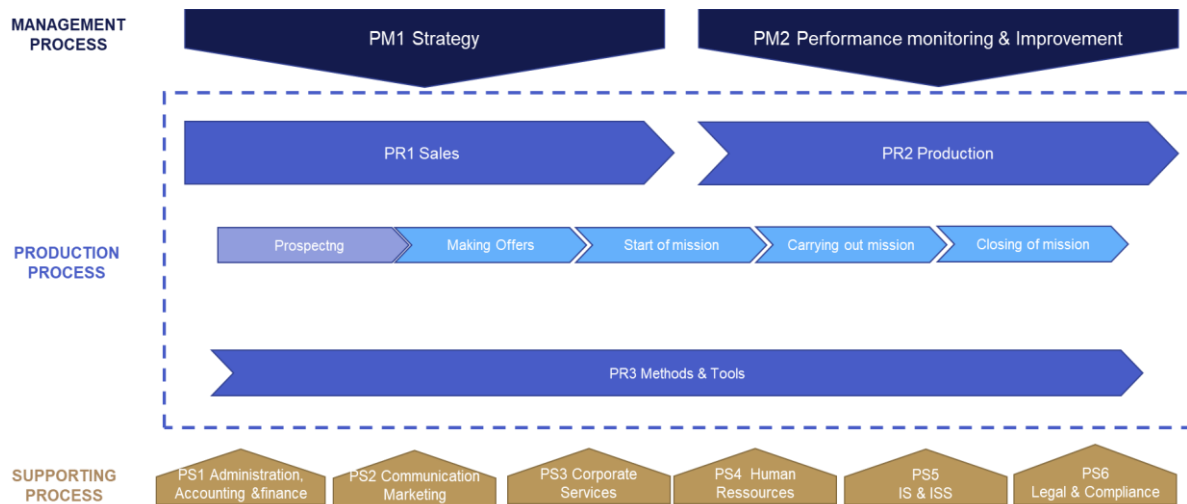 MANAGEMENT
PROCESS
PM1 Strategy
PM2 Performance monitoring & Improvement
PR1 Sales
PR2 Production
PRODUCTION
PROCESS
Prospectng
Making Offers
Start of mission
Carrying out mission
Closing of mission
PR3 Methods & Tools
SUPPORTING
PROCESS
PS1 Administration,
Accounting &finance
PS2 Communication
Marketing
PS3 Corporate
Services
PS4 Human
Ressources
PS5
IS & ISS
PS6
Legal & Compliance